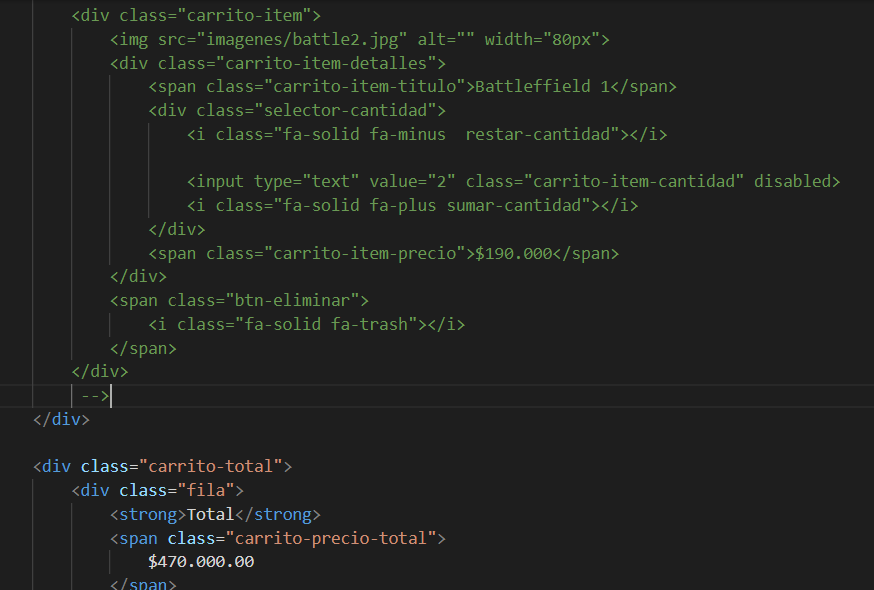 <div class="carrito-item">
<img src="imagenes/battle2.jpg" alt="" width="80px">
<div class="carrito-item-detalles">
<span class="carrito-item-titulo">Battleffield 1</span>
<div class="selector-cantidad">
<i class="fa-solid fa-minus  restar-cantidad"></i>
<input type="text" value="2" class="carrito-item-cantidad" disabled>
<i class="fa-solid fa-plus sumar-cantidad"></i>
</div>
<span class="carrito-item-precio">$190.000</span>
</div>
<span class="btn-eliminar">
<i class="fa-solid fa-trash"></i>
</span>
</div>
-->
</div>
<div class="carrito-total">
<div class="fila">
<strong>Total</strong>
<span class="carrito-precio-total">
$470.000.00
</span>